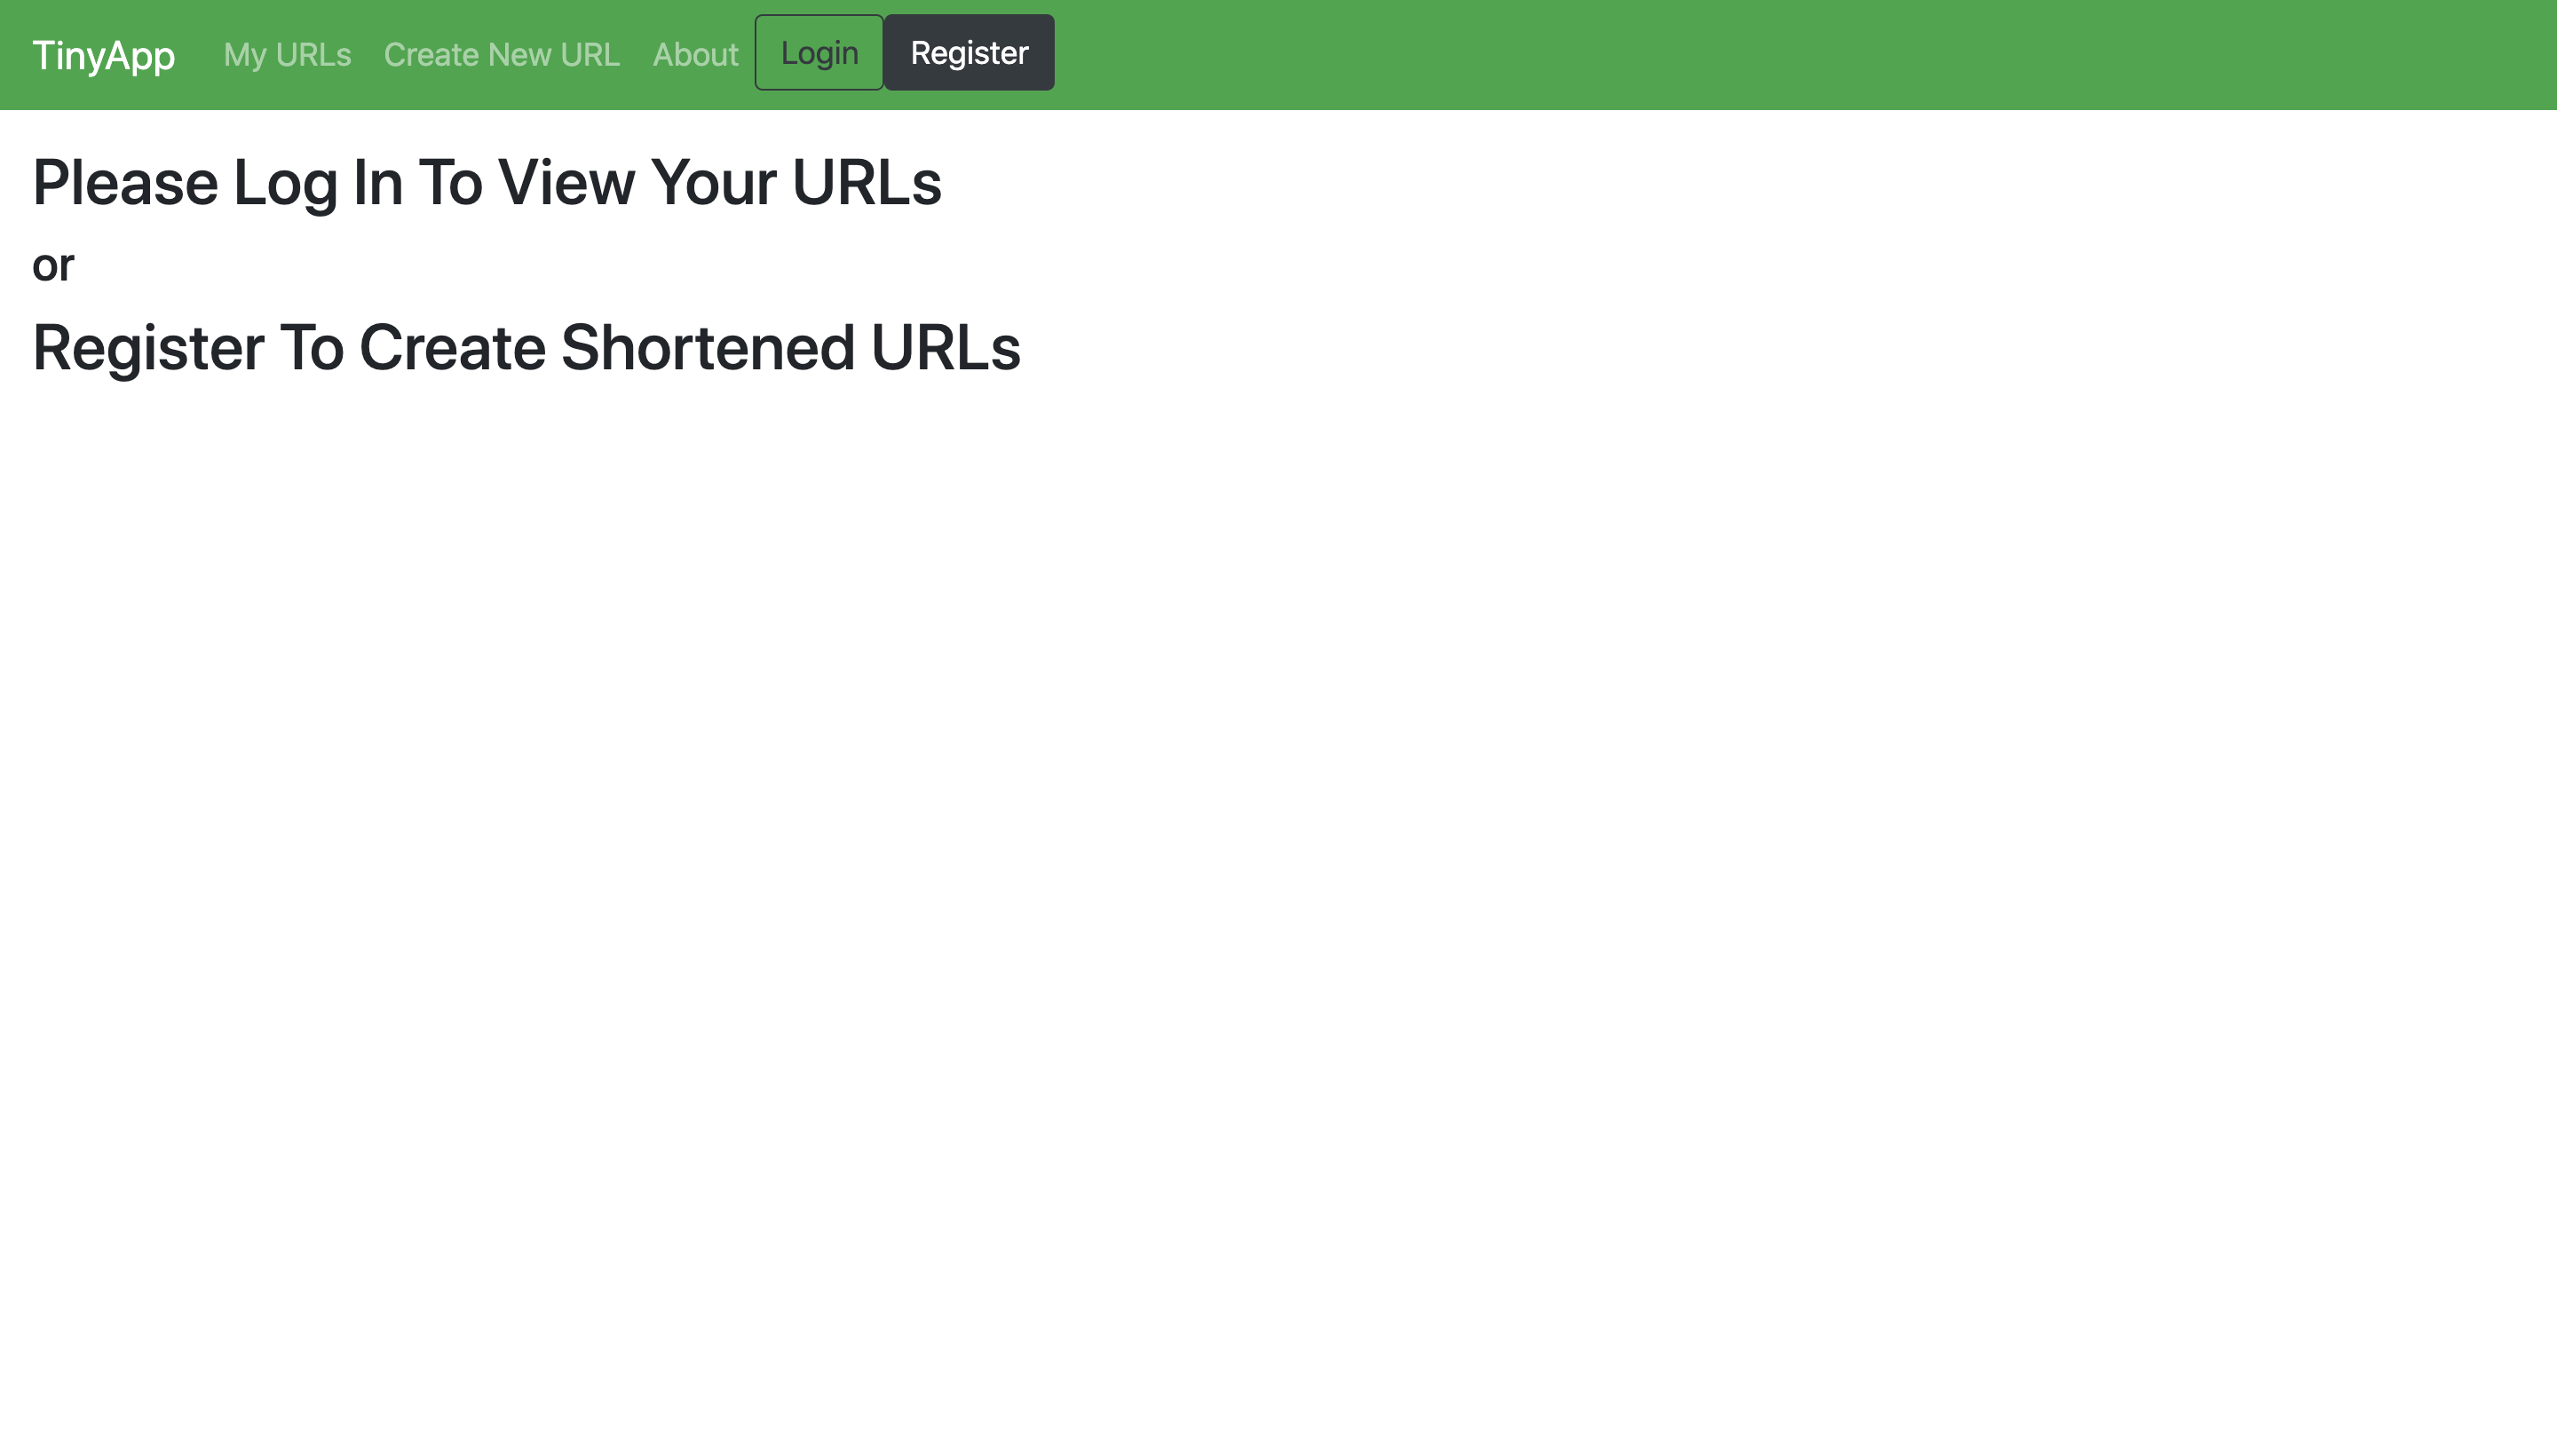 TinyApp My URLs Create New URL About Login Register
Please Log In To View Your URLs
or
Register To Create Shortened URLs